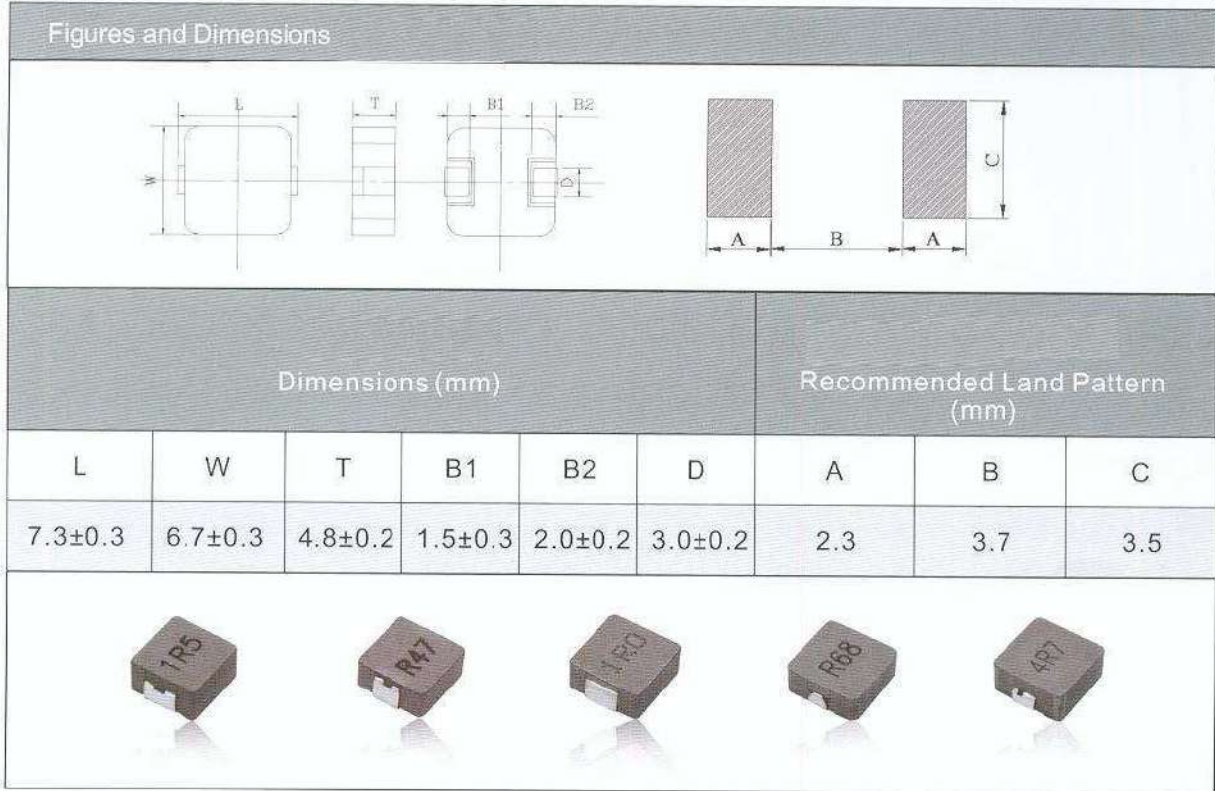 Figures and Dimensions
L
T
B1
B2
W
D
C
A
B
A
Dimensions (mm)
Recommended Land Pattern
(mm)
L W T B1 B2 D A B C
7.3±0.3 6.7±0.3 4.8±0.2 1.5±0.3 2.0±0.2 3.0±0.2 2.3 3.7 3.5
1R5
R47
1R0
R68
4R7